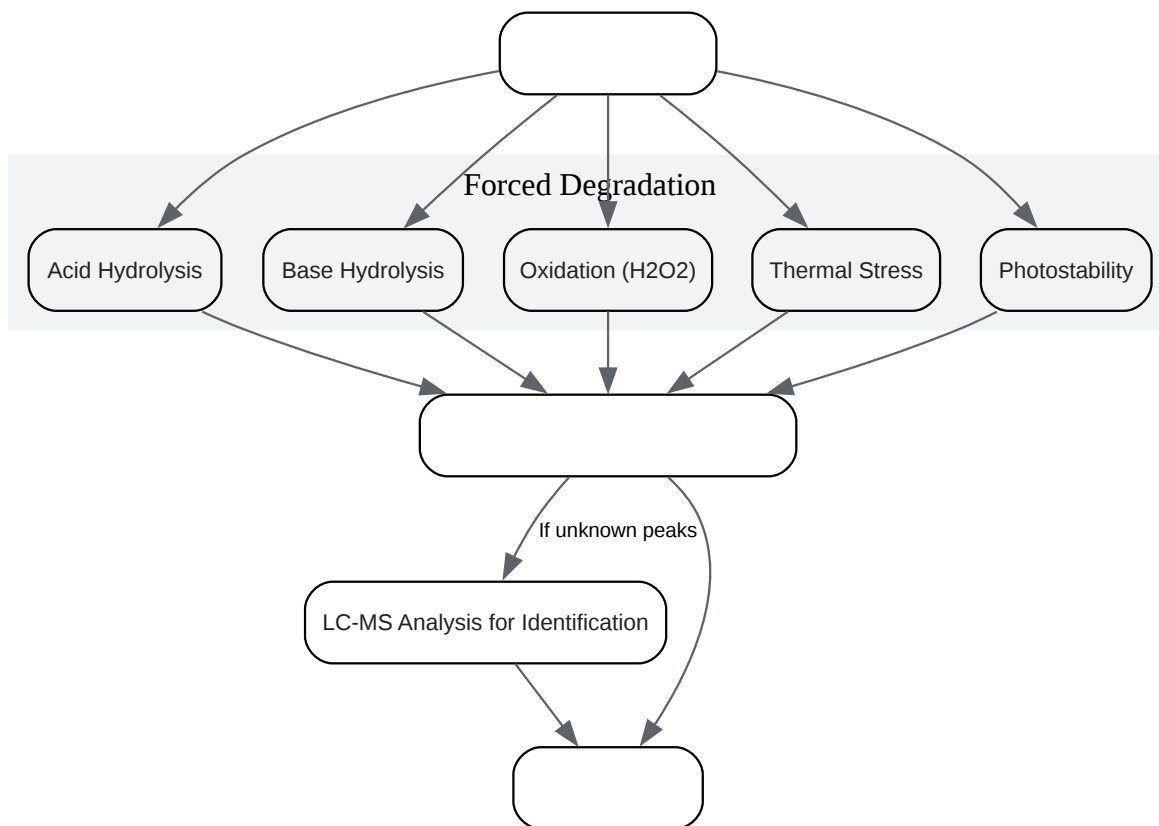 Forced Degradation
Acid Hydrolysis
Base Hydrolysis
Oxidation (H2O2)
Thermal Stress
Photostability
If unknown peaks
LC-MS Analysis for Identification